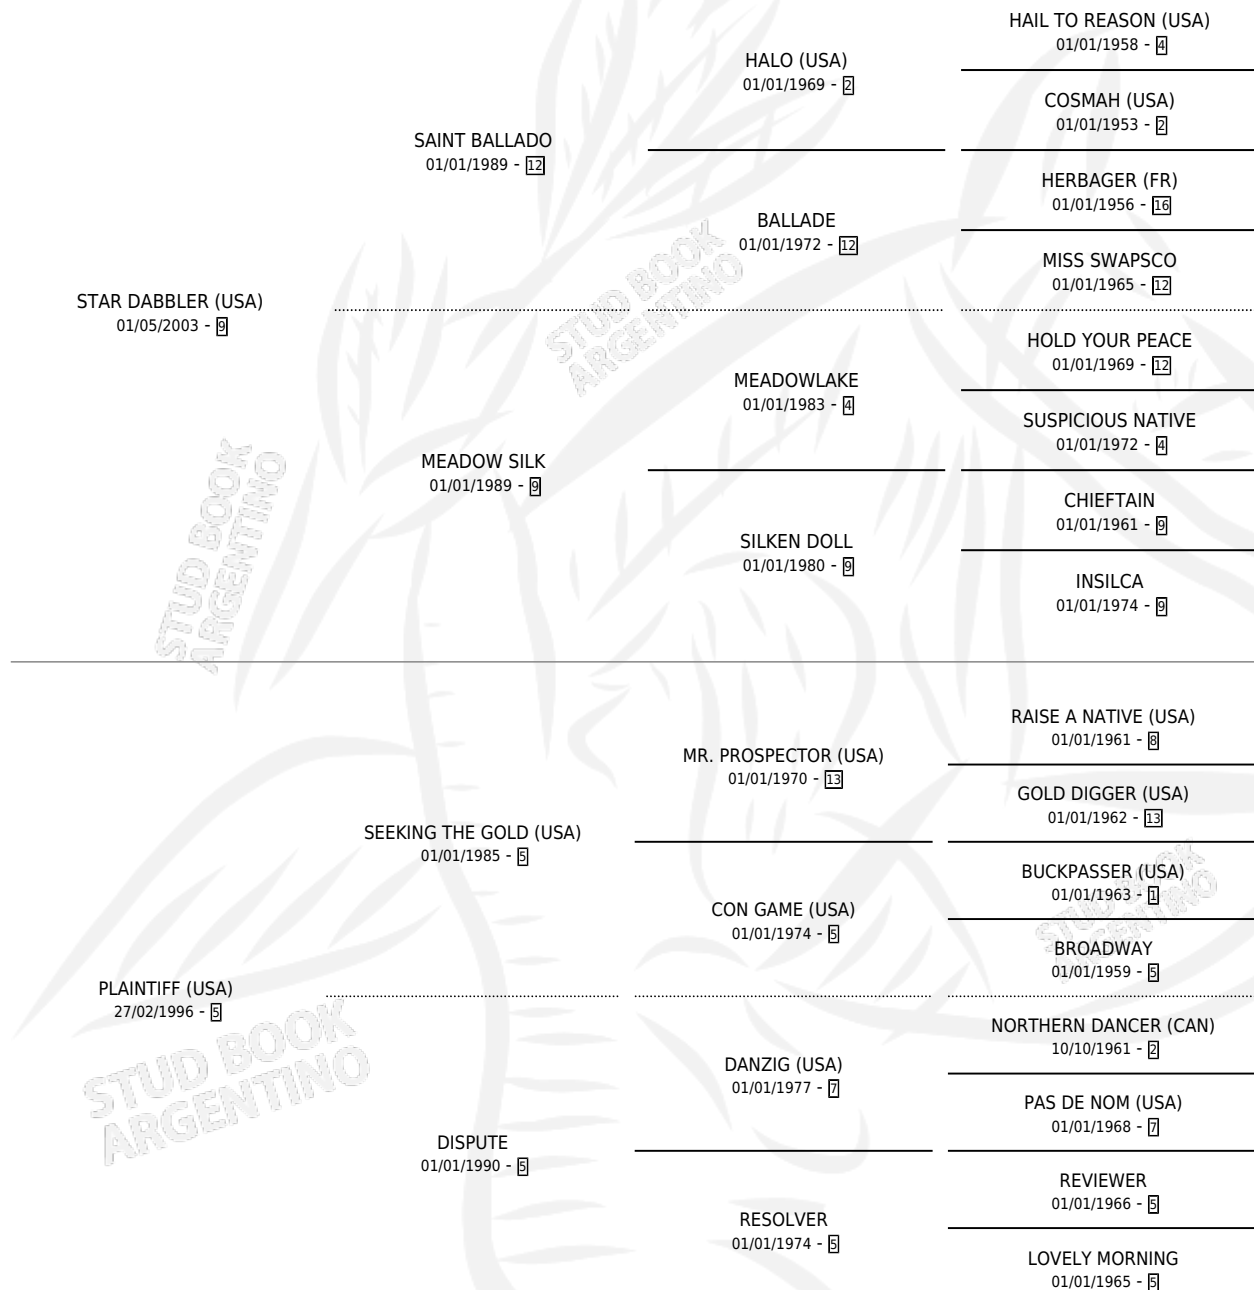 HAIL TO REASON (USA)
01/01/1958 - 4
HALO (USA)
01/01/1969 - 2
COSMAH (USA)
01/01/1953 - 2
SAINT BALLADO
01/01/1989 - 12
HERBAGER (FR)
01/01/1956 - 16
BALLADE
01/01/1972 - 12
MISS SWAPSCO
01/01/1965 - 12
STAR DABBLER (USA)
01/05/2003 - 9
HOLD YOUR PEACE
01/01/1969 - 12
MEADOWLAKE
01/01/1983 - 4
SUSPICIOUS NATIVE
01/01/1972 - 4
MEADOW SILK
01/01/1989 - 9
CHIEFTAIN
01/01/1961 - 9
SILKEN DOLL
01/01/1980 - 9
INSILCA
01/01/1974 - 9
RAISE A NATIVE (USA)
01/01/1961 - 8
MR. PROSPECTOR (USA)
01/01/1970 - 13
GOLD DIGGER (USA)
01/01/1962 - 13
SEEKING THE GOLD (USA)
01/01/1985 - 5
BUCKPASSER (USA)
01/01/1963 - 1
CON GAME (USA)
01/01/1974 - 5
BROADWAY
01/01/1959 - 5
PLAINTIFF (USA)
27/02/1996 - 5
NORTHERN DANCER (CAN)
10/10/1961 - 2
DANZIG (USA)
01/01/1977 - 7
PAS DE NOM (USA)
01/01/1968 - 7
DISPUTE
01/01/1990 - 5
REVIEWER
01/01/1966 - 5
RESOLVER
01/01/1974 - 5
LOVELY MORNING
01/01/1965 - 5
STUD BOOK
ARGENTINO
STUD BOOK
ARGENTINO
STUD BOOK
ARGENTINO
STUD BOOK
ARGENTINO